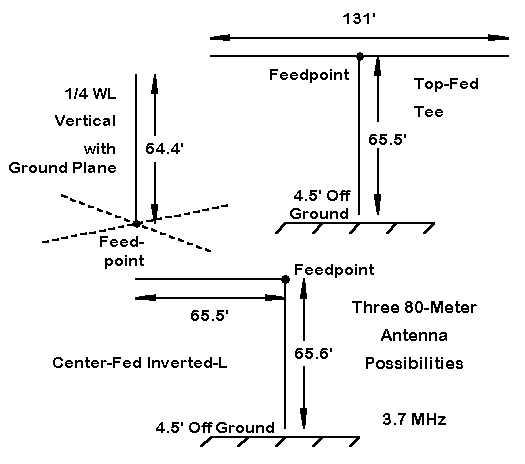 131'
Feedpoint
Top-Fed
Tee
65.5'
4.5' Off
Ground
1/4 WL
Vertical
with
Ground Plane
64.4'
Feed-
point
Feedpoint
65.5'
65.6'
Center-Fed Inverted-L
4.5' Off Ground
Three 80-Meter
Antenna
Possibilities
3.7 MHz